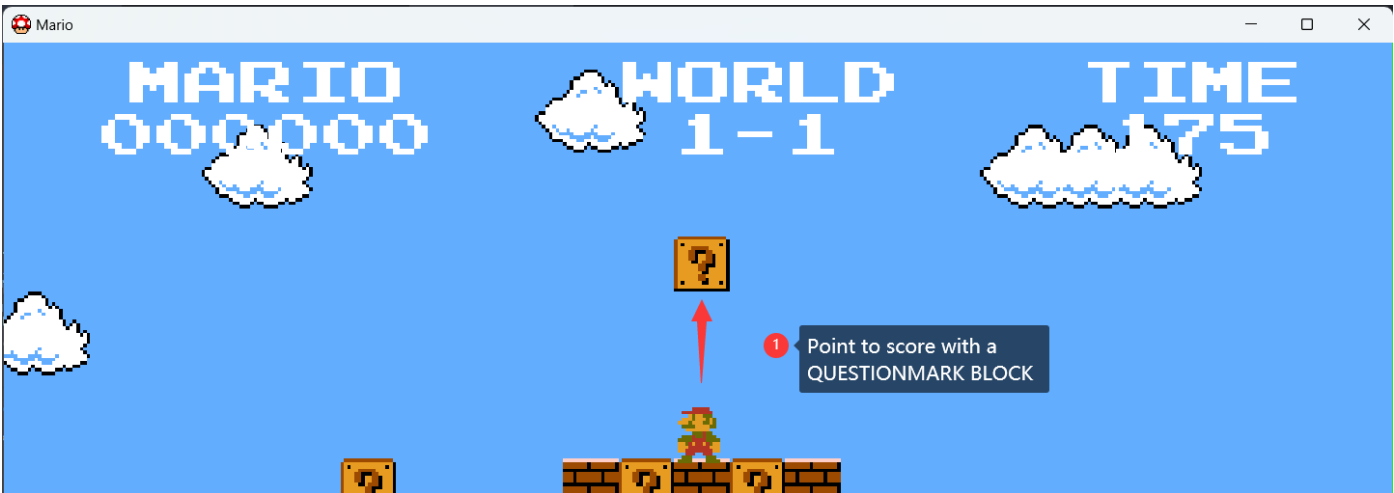 Mario
MARIO
WORLD
TIME
000000
1-1
175
?
1
Point to score with a
QUESTIONMARK BLOCK
?
?
?